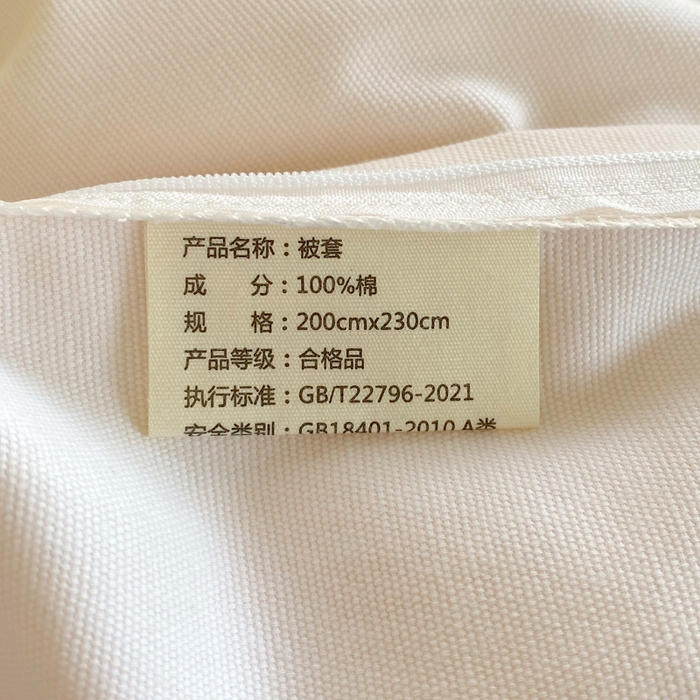 产品名称：被套
成 分：100%棉
规 格：200cmx230cm
产品等级：合格品
执行标准：GB/T22796-2021
安全类别：GB18401-2010 A类